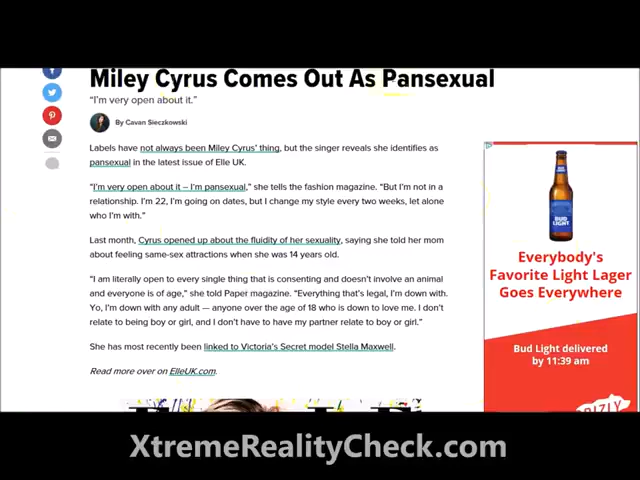 Miley Cyrus Comes Out As Pansexual
“I’m very open about it.”
By Cavan Sieczkowski
Labels have not always been Miley Cyrus’ thing, but the singer reveals she identifies as
pansexual in the latest issue of Elle UK.
“I’m very open about it — I’m pansexual,” she tells the fashion magazine. “But I’m not in a
relationship. I’m 22, I’m going on dates, but I change my style every two weeks, let alone
who I’m with.”
Last month, Cyrus opened up about the fluidity of her sexuality, saying she told her mom
about feeling same-sex attractions when she was 14 years old.
“I am literally open to every single thing that is consenting and doesn’t involve an animal
and everyone is of age,” she told Paper magazine. “Everything that’s legal, I’m down with.
Yo, I’m down with any adult — anyone over the age of 18 who is down to love me. I don’t
relate to being boy or girl, and I don’t have to have my partner relate to boy or girl.”
She has most recently been linked to Victoria’s Secret model Stella Maxwell.
Read more over on ElleUK.com.
BUD
LIGHT
Everybody's
Favorite Light Lager
Goes Everywhere
Bud Light delivered
by 11:39 am
XtremeRealityCheck.com